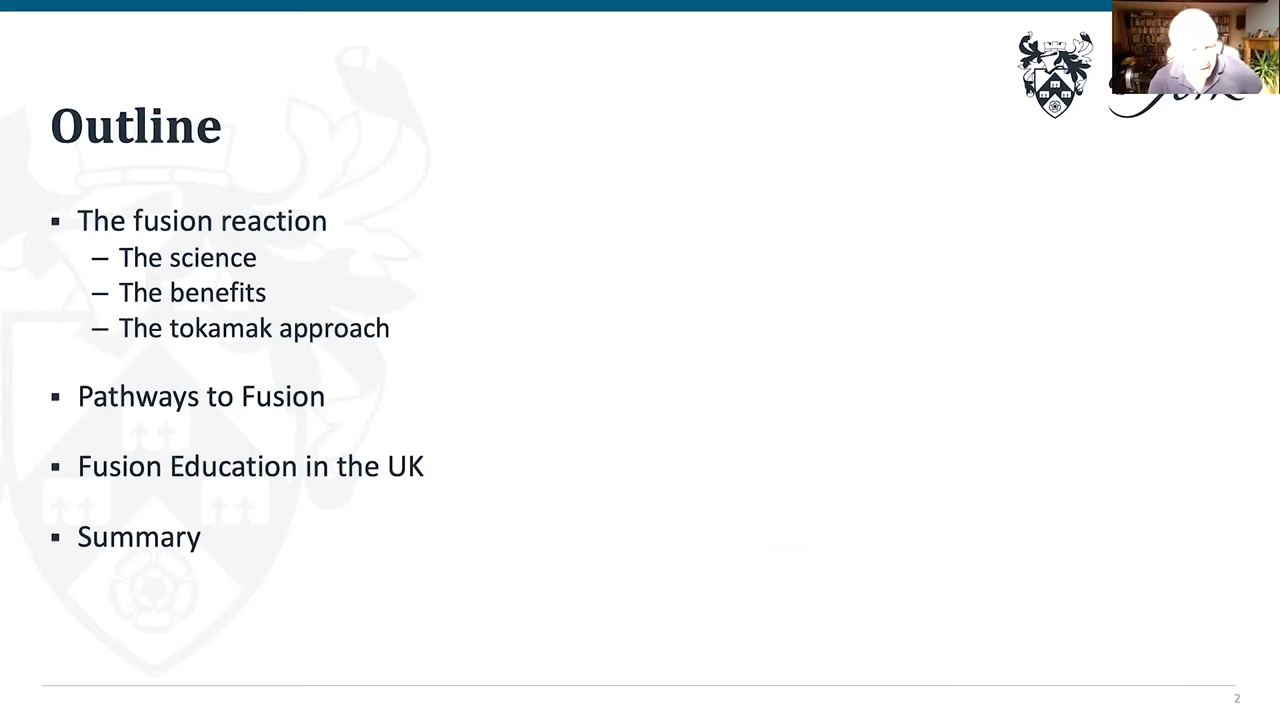 Outline
▪ The fusion reaction
– The science
– The benefits
– The tokamak approach
▪ Pathways to Fusion
▪ Fusion Education in the UK
▪ Summary
2